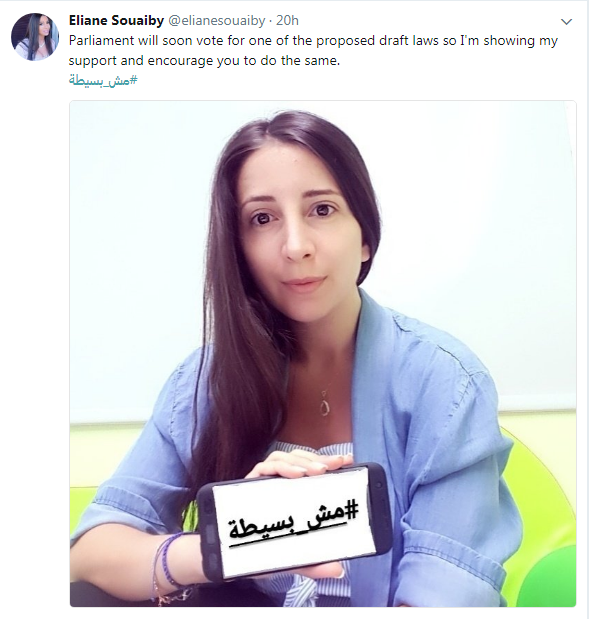 Eliane Souaiby @elianesouaiby · 20h
Parliament will soon vote for one of the proposed draft laws so I'm showing my
support and encourage you to do the same.
#مش_بسيطة
#مش_بسيطة